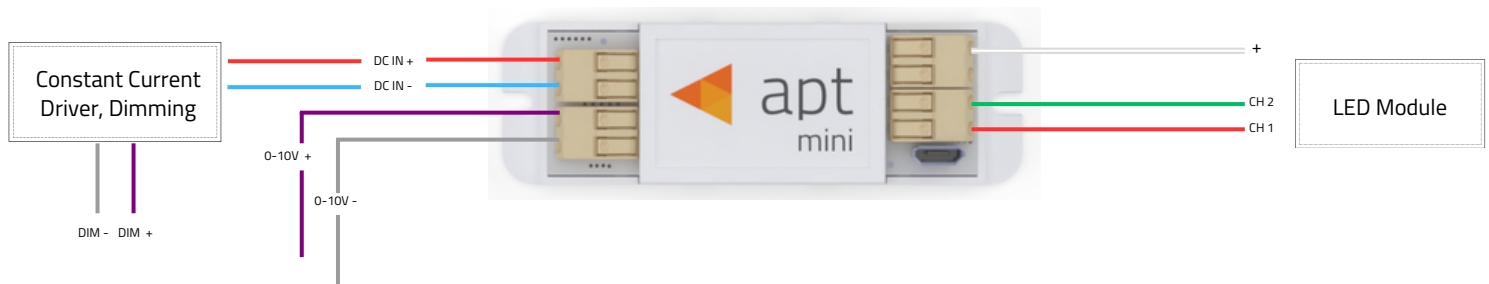 Constant Current
Driver, Dimming
DC IN +
DC IN -
0-10V +
0-10V -
DIM - DIM +
apt
mini
+
CH 2
CH 1
LED Module